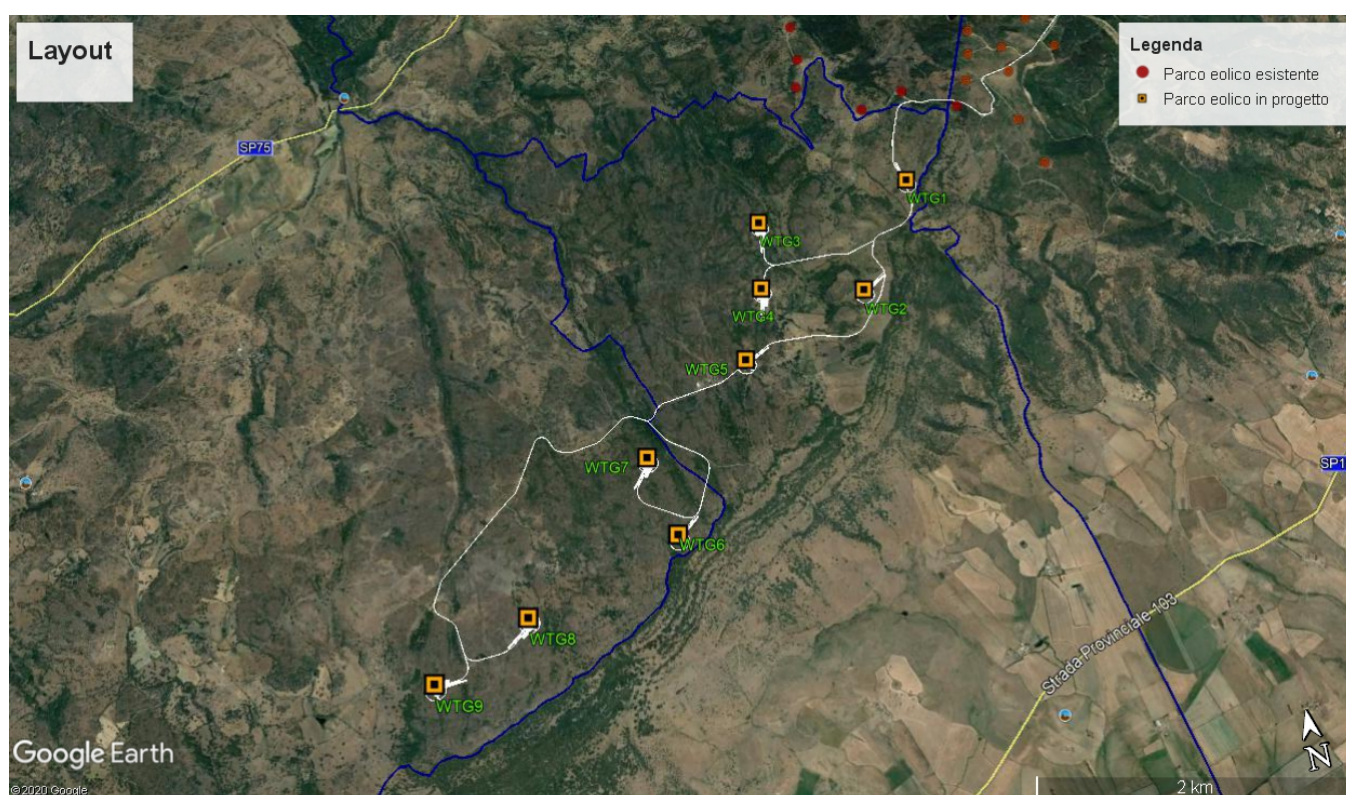 Layout
Legenda
Parco eolico esistente
Parco eolico in progetto
SP75
WTG1
WTG3
WTG2
WTG4
WTG5
WTG7
SP1
WTG6
Strada Provinciale 103
WTG8
WTG9
N
Google Earth
2 km
©2020 Google